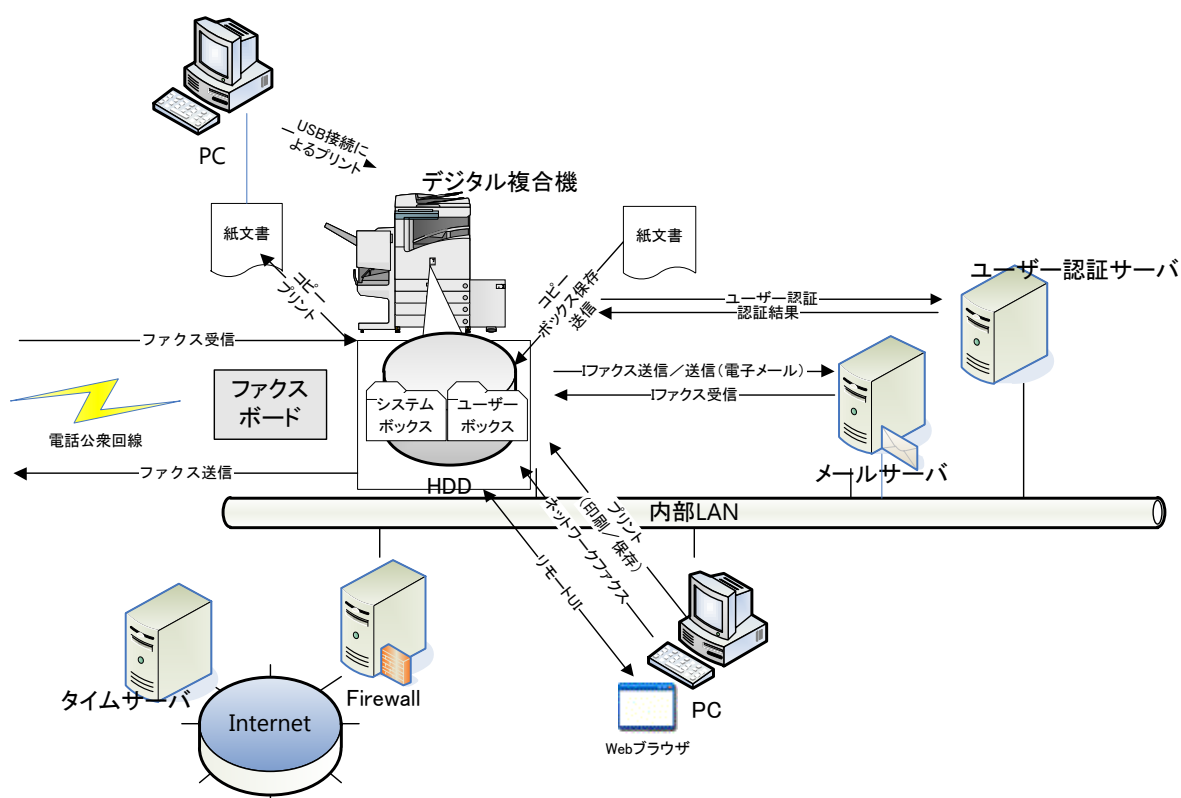 PC
USB接続に
よるプリント
デジタル複合機
紙文書
紙文書
コピー
プリント
コピー
ボックス保存
送信
ユーザー認証サーバ
ユーザー認証
認証結果
ファクス受信
Iファクス送信／送信（電子メール）
Iファクス受信
ファクス
ボード
システム
ボックス
ユーザー
ボックス
電話公衆回線
ファクス送信
HDD
メールサーバ
内部LAN
プリント
（印刷／保存）
ネットワークファクス
リモートUI
タイムサーバ
Firewall
Internet
PC
Webブラウザ